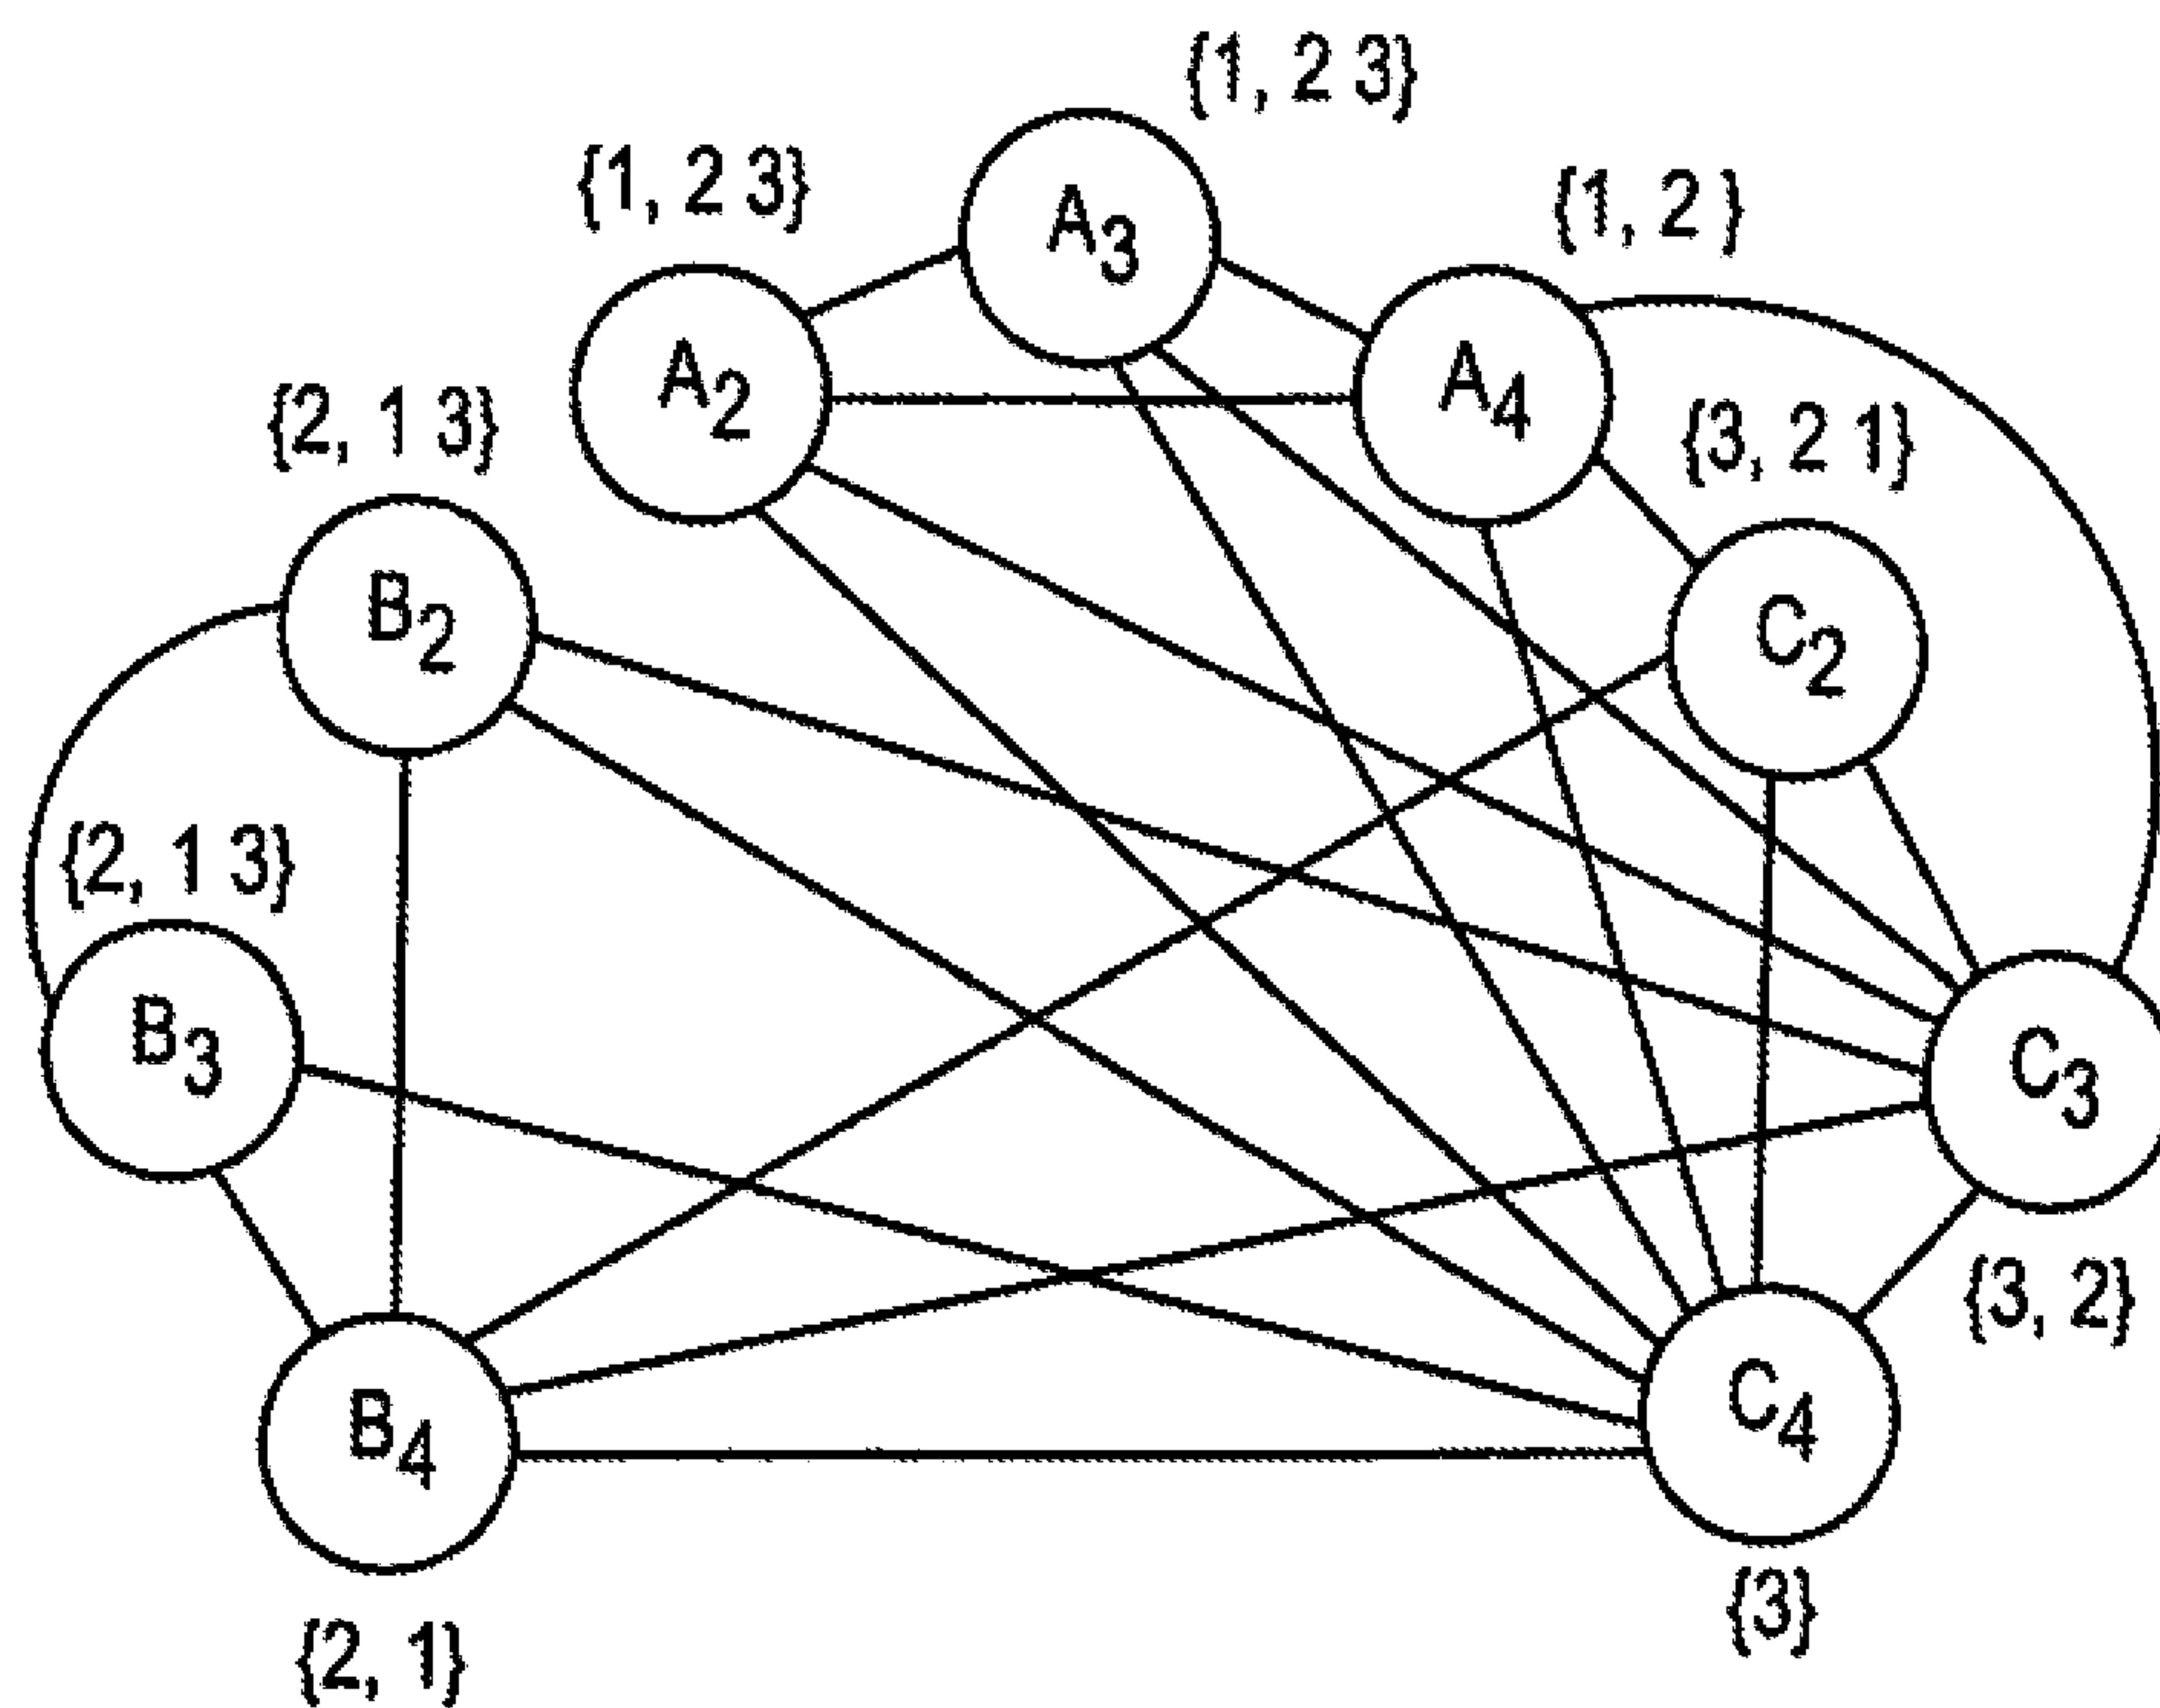 {1, 2 3}
A3
{1, 2 3}
A2
{1, 2 }
A4
{2, 1 3}
B2
{3, 2 1}
C2
{2, 1 3}
B3
C3
{3, 2}
B4
{2, 1}
C4
{3}